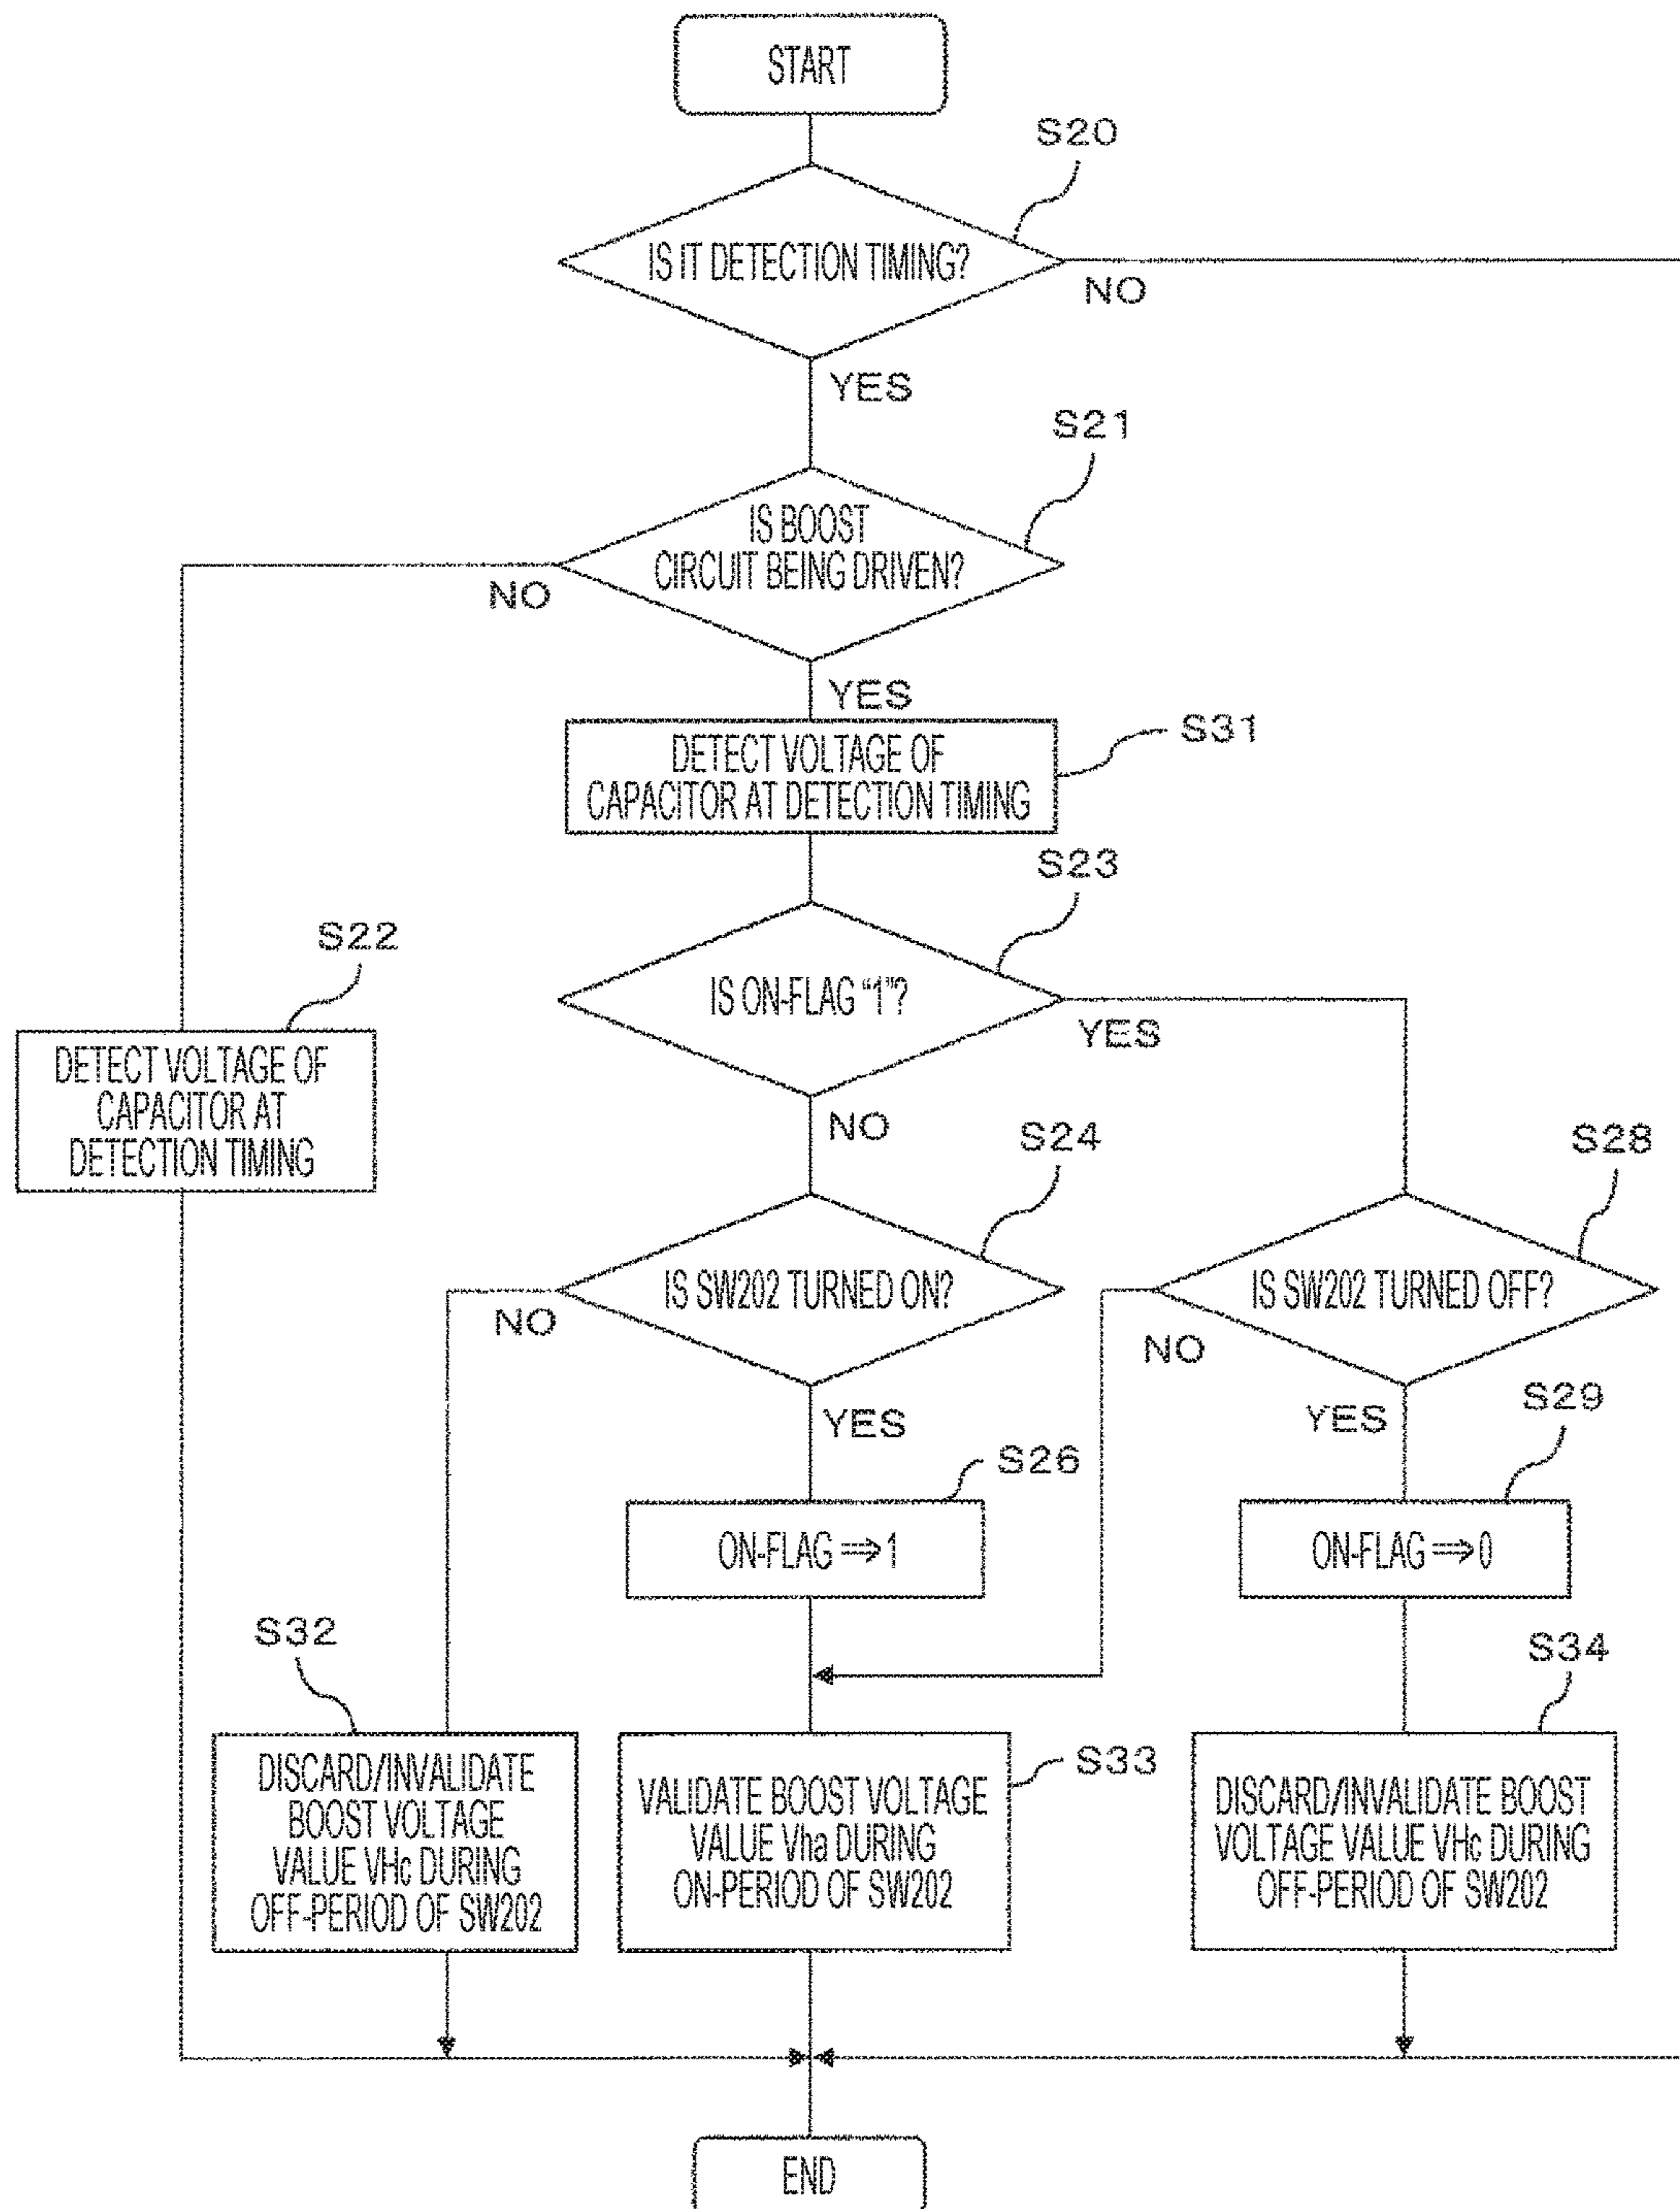 START
S20
IS IT DETECTION TIMING?
NO
YES
S21
IS BOOST
CIRCUIT BEING DRIVEN?
NO
YES
S31
DETECT VOLTAGE OF
CAPACITOR AT DETECTION TIMING
S23
S22
IS ON-FLAG “1”?
YES
DETECT VOLTAGE OF
CAPACITOR AT
DETECTION TIMING
NO
S24
S28
IS SW202 TURNED ON?
NO
IS SW202 TURNED OFF?
NO
YES
YES
S29
S26
ON-FLAG ⇒1
ON-FLAG ⇒0
S32
S34
DISCARD/INVALIDATE
BOOST VOLTAGE
VALUE VHc DURING
OFF-PERIOD OF SW202
S33
VALIDATE BOOST VOLTAGE
VALUE Vha DURING
ON-PERIOD OF SW202
DISCARD/INVALIDATE BOOST
VOLTAGE VALUE VHc DURING
OFF-PERIOD OF SW202
END